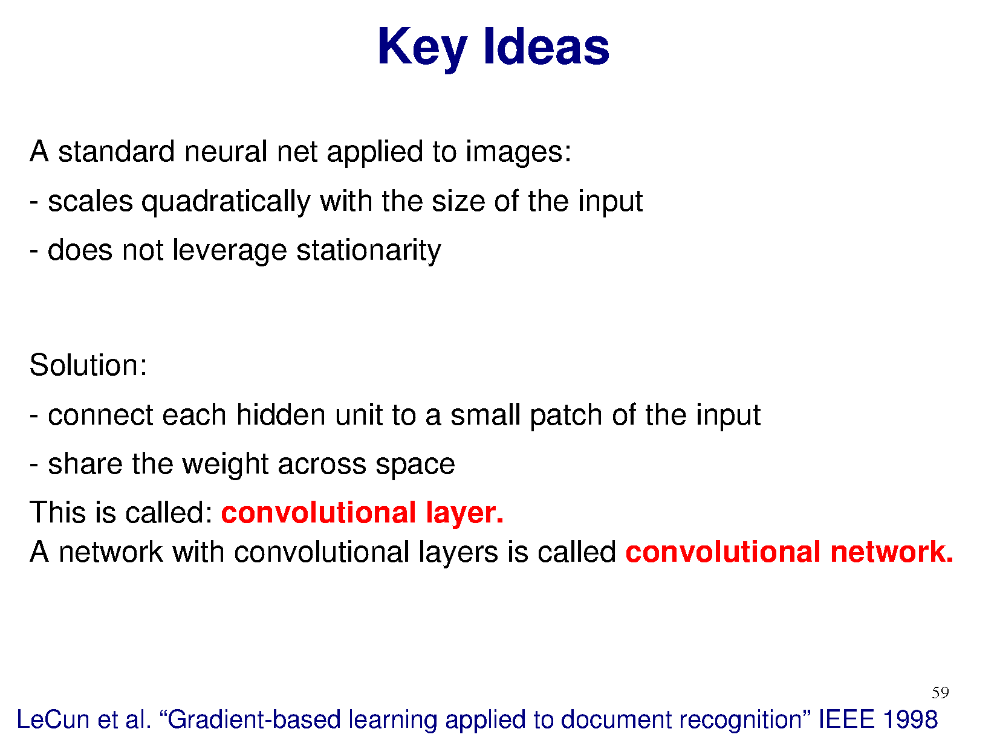 Key Ideas
A standard neural net applied to images:
- scales quadratically with the size of the input
- does not leverage stationarity
Solution:
- connect each hidden unit to a small patch of the input
- share the weight across space
This is called: convolutional layer.
A network with convolutional layers is called convolutional network.
59
LeCun et al. “Gradient-based learning applied to document recognition” IEEE 1998